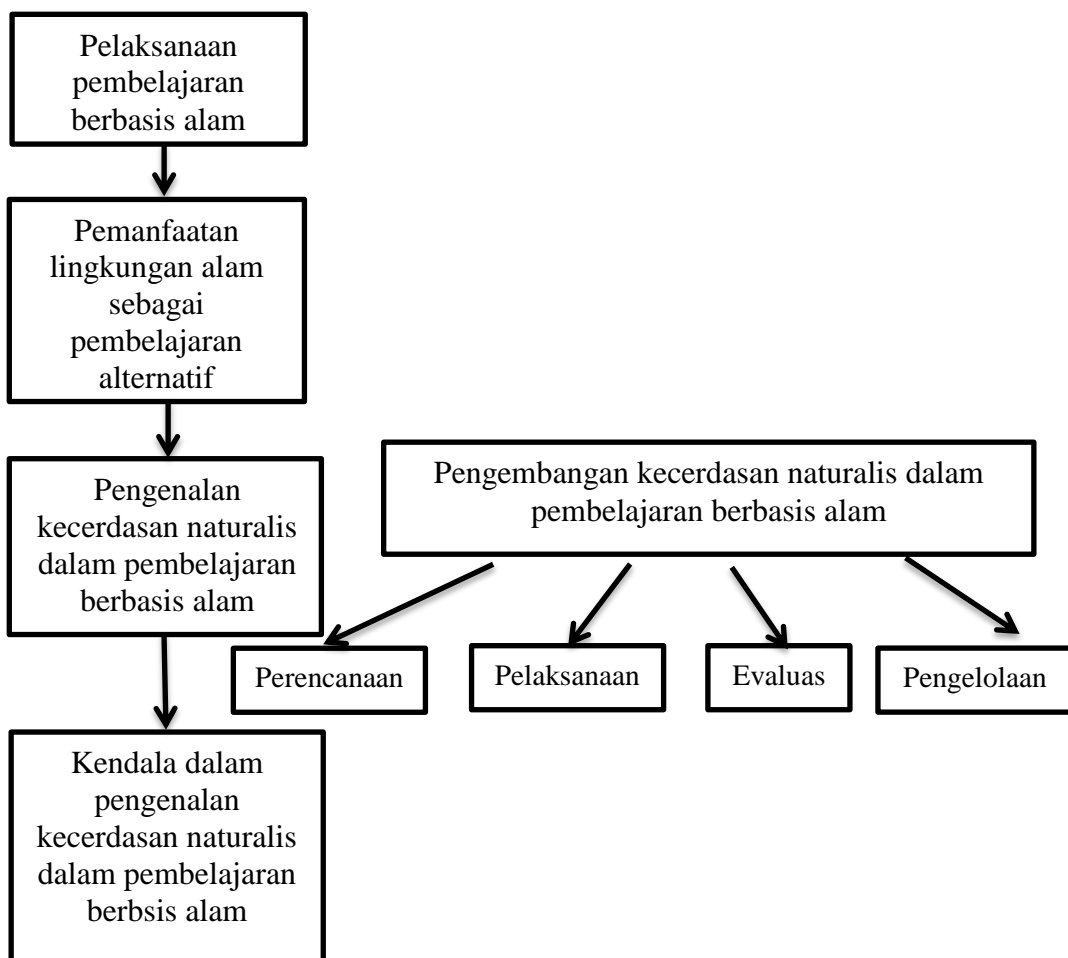 Pelaksanaan
pembelajaran
berbasis alam
Pemanfaatan
lingkungan alam
sebagai
pembelajaran
alternatif
Pengenalan
kecerdasan naturalis
dalam pembelajaran
berbasis alam
Kendala dalam
pengenalan
kecerdasan naturalis
dalam pembelajaran
berbsis alam
Pengembangan kecerdasan naturalis dalam
pembelajaran berbasis alam
Perencanaan
Pelaksanaan
Evaluas
Pengelolaan